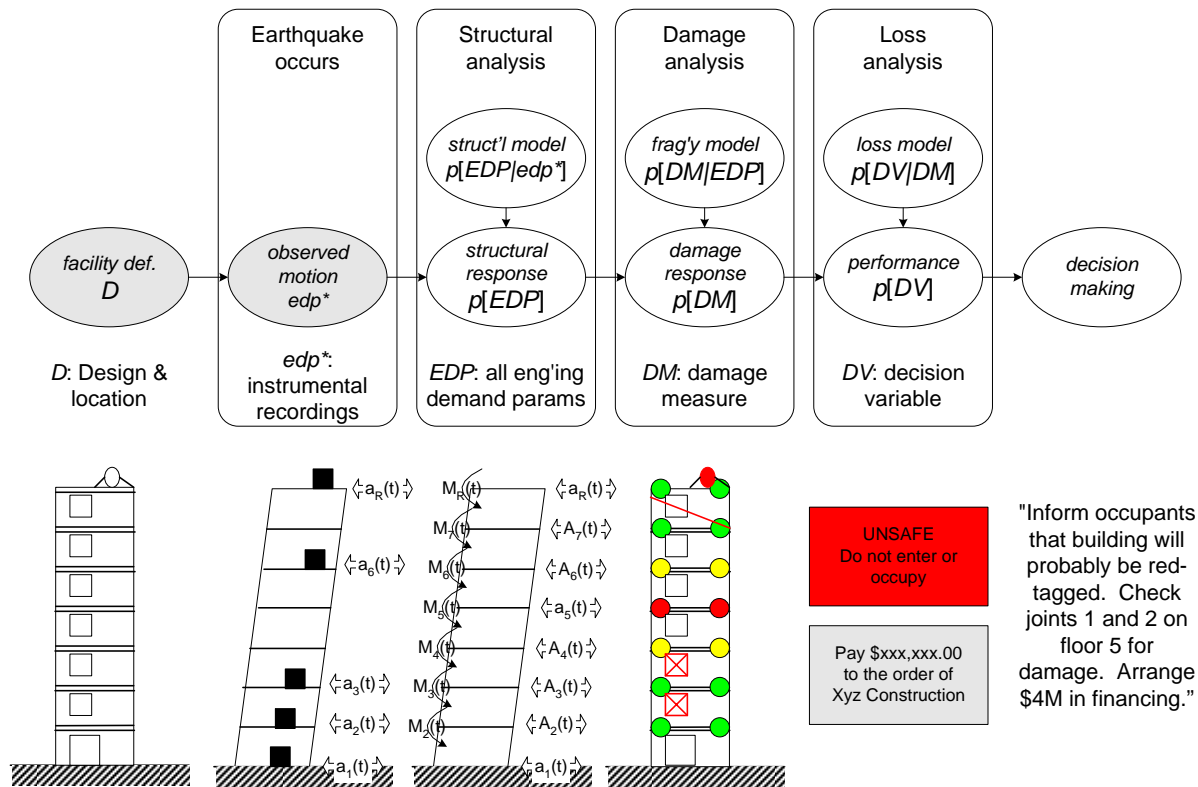 Earthquake
occurs
Structural
analysis
Damage
analysis
Loss
analysis
struct'l model
p[EDP|edp*]
frag'y model
p[DM|EDP]
loss model
p[DV|DM]
facility def.
D
observed
motion
edp*
structural
response
p[EDP]
damage
response
p[DM]
performance
p[DV]
decision
making
D: Design &
location
edp*:
instrumental
recordings
EDP: all eng'ing
demand params
DM: damage
measure
DV: decision
variable
aR(t)
a6(t)
a3(t)
a2(t)
a1(t)
MR(t)
M7(t)
M6(t)
M5(t)
M4(t)
M3(t)
M2(t)
aR(t)
A7(t)
A6(t)
a5(t)
A4(t)
A3(t)
A2(t)
a1(t)
UNSAFE
Do not enter or
occupy
Pay $xxx,xxx.00
to the order of
Xyz Construction
"Inform occupants
that building will
probably be red-
tagged. Check
joints 1 and 2 on
floor 5 for
damage. Arrange
$4M in financing."